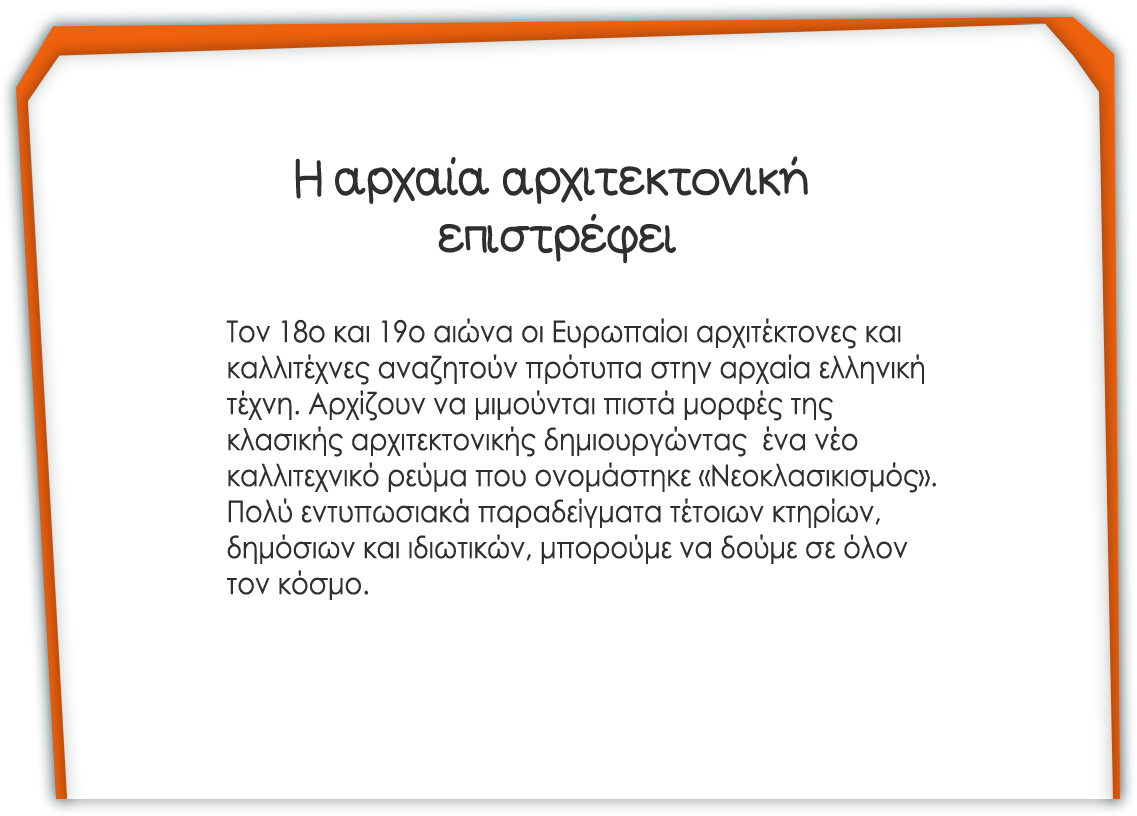 Η αρχαία αρχιτεκτονική
επιστρέφει
Τον 18ο και 19ο αιώνα οι Ευρωπαίοι αρχιτέκτονες και
καλλιτέχνες αναζητούν πρότυπα στην αρχαία ελληνική
τέχνη. Αρχίζουν να μιμούνται πιστά μορφές της
κλασικής αρχιτεκτονικής δημιουργώντας  ένα νέο
καλλιτεχνικό ρεύμα που ονομάστηκε «Νεοκλασικισμός».
Πολύ εντυπωσιακά παραδείγματα τέτοιων κτηρίων,
δημόσιων και ιδιωτικών, μπορούμε να δούμε σε όλον
τον κόσμο.